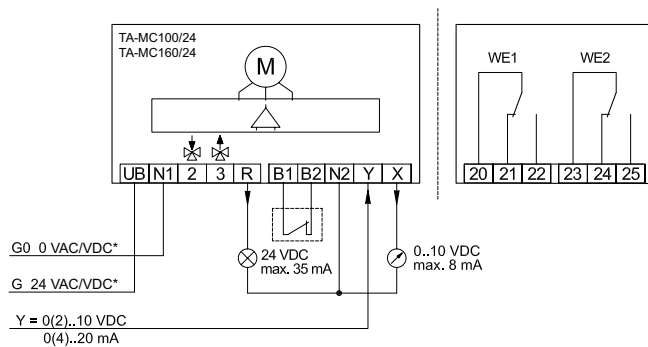 TA-MC100/24
TA-MC160/24
M
WE1 WE2
UB N1 2 3 R B1 B2 N2 Y X
20 21 22 23 24 25
G0 0 VAC/VDC*
24 VDC
max. 35 mA
0..10 VDC
max. 8 mA
G 24 VAC/VDC*
Y = 0(2)..10 VDC
0(4)..20 mA